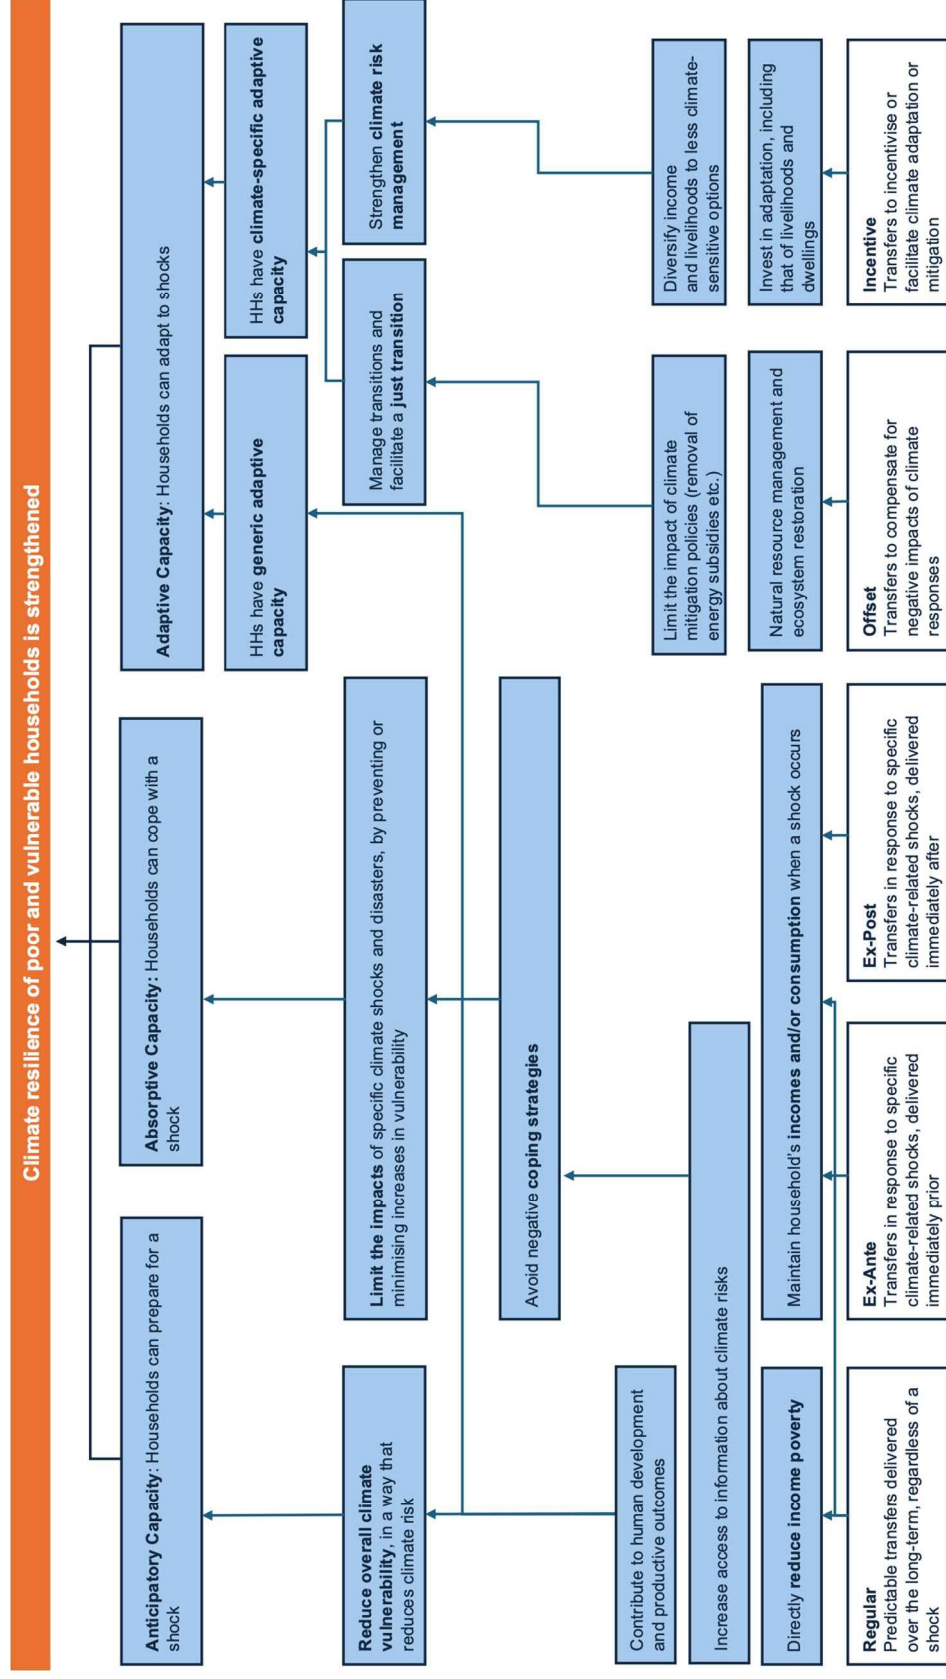 Climate resilience of poor and vulnerable households is strengthened
Anticipatory Capacity: Households can prepare for a
shock
Absorptive Capacity: Households can cope with a
shock
Adaptive Capacity: Households can adapt to shocks
HHs have generic adaptive
capacity
HHs have climate-specific adaptive
capacity
Reduce overall climate
vulnerability, in a way that
reduces climate risk
Limit the impacts of specific climate shocks and disasters, by preventing or
minimising increases in vulnerability
Manage transitions and
facilitate a just transition
Strengthen climate risk
management
Avoid negative coping strategies
Contribute to human development
and productive outcomes
Limit the impact of climate
mitigation policies (removal of
energy subsidies etc.)
Diversify income
and livelihoods to less climate-
sensitive options
Increase access to information about climate risks
Directly reduce income poverty
Maintain household's incomes and/or consumption when a shock occurs
Natural resource management and
ecosystem restoration
Invest in adaptation, including
that of livelihoods and
dwellings
Regular
Predictable transfers delivered
over the long-term, regardless of a
shock
Ex-Ante
Transfers in response to specific
climate-related shocks, delivered
immediately prior
Ex-Post
Transfers in response to specific
climate-related shocks, delivered
immediately after
Offset
Transfers to compensate for
negative impacts of climate
responses
Incentive
Transfers to incentivise or
facilitate climate adaptation or
mitigation